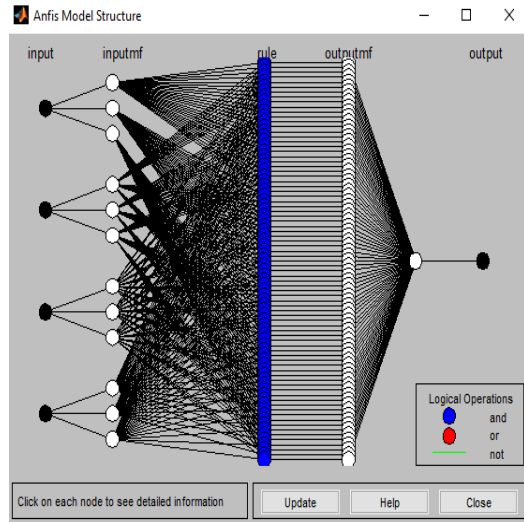 Anfis Model Structure
input inputmf rule outputmf output
Logical Operations
and
or
not
Click on each node to see detailed information
Update Help Close